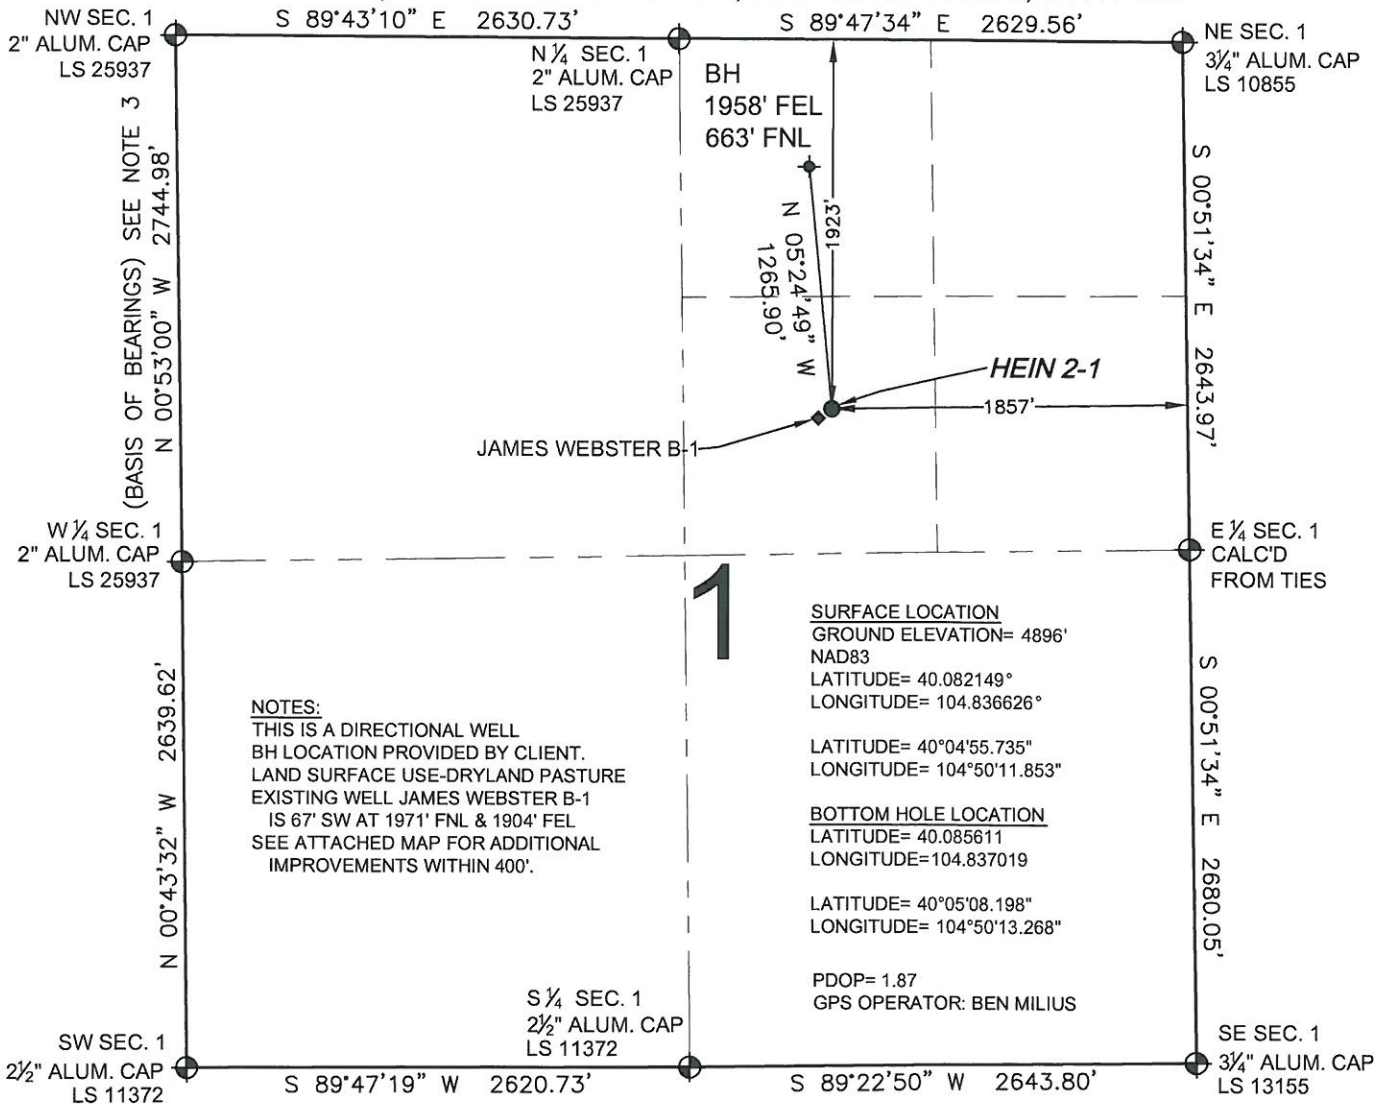 S 89°43'10" E 2630.73'
S 89°47'34" E 2629.56'
NW SEC. 1
2" ALUM. CAP
LS 25937
N ¼ SEC. 1
2" ALUM. CAP
LS 25937
NE SEC. 1
3¼" ALUM. CAP
LS 10855
BH
1958' FEL
663' FNL
(BASIS OF BEARINGS) SEE NOTE 3
N 00°53'00" W 2744.98'
N 05°24'49" W
1265.90'
1923'
S 00°51'34" E 2643.97'
HEIN 2-1
1857'
JAMES WEBSTER B-1
W ¼ SEC. 1
2" ALUM. CAP
LS 25937
E ¼ SEC. 1
CALC'D
FROM TIES
1
SURFACE LOCATION
GROUND ELEVATION= 4896'
NAD83
LATITUDE= 40.082149°
LONGITUDE= 104.836626°
LATITUDE= 40°04'55.735"
LONGITUDE= 104°50'11.853"
BOTTOM HOLE LOCATION
LATITUDE= 40.085611
LONGITUDE=104.837019
LATITUDE= 40°05'08.198"
LONGITUDE= 104°50'13.268"
PDOP= 1.87
GPS OPERATOR: BEN MILIUS
NOTES:
THIS IS A DIRECTIONAL WELL
BH LOCATION PROVIDED BY CLIENT.
LAND SURFACE USE-DRYLAND PASTURE
EXISTING WELL JAMES WEBSTER B-1
IS 67' SW AT 1971' FNL & 1904' FEL
SEE ATTACHED MAP FOR ADDITIONAL
IMPROVEMENTS WITHIN 400'.
N 00°43'32" W 2639.62'
S 00°51'34" E 2680.05'
SW SEC. 1
2½" ALUM. CAP
LS 11372
S ¼ SEC. 1
2½" ALUM. CAP
LS 11372
SE SEC. 1
3¼" ALUM. CAP
LS 13155
S 89°47'19" W 2620.73'
S 89°22'50" W 2643.80'